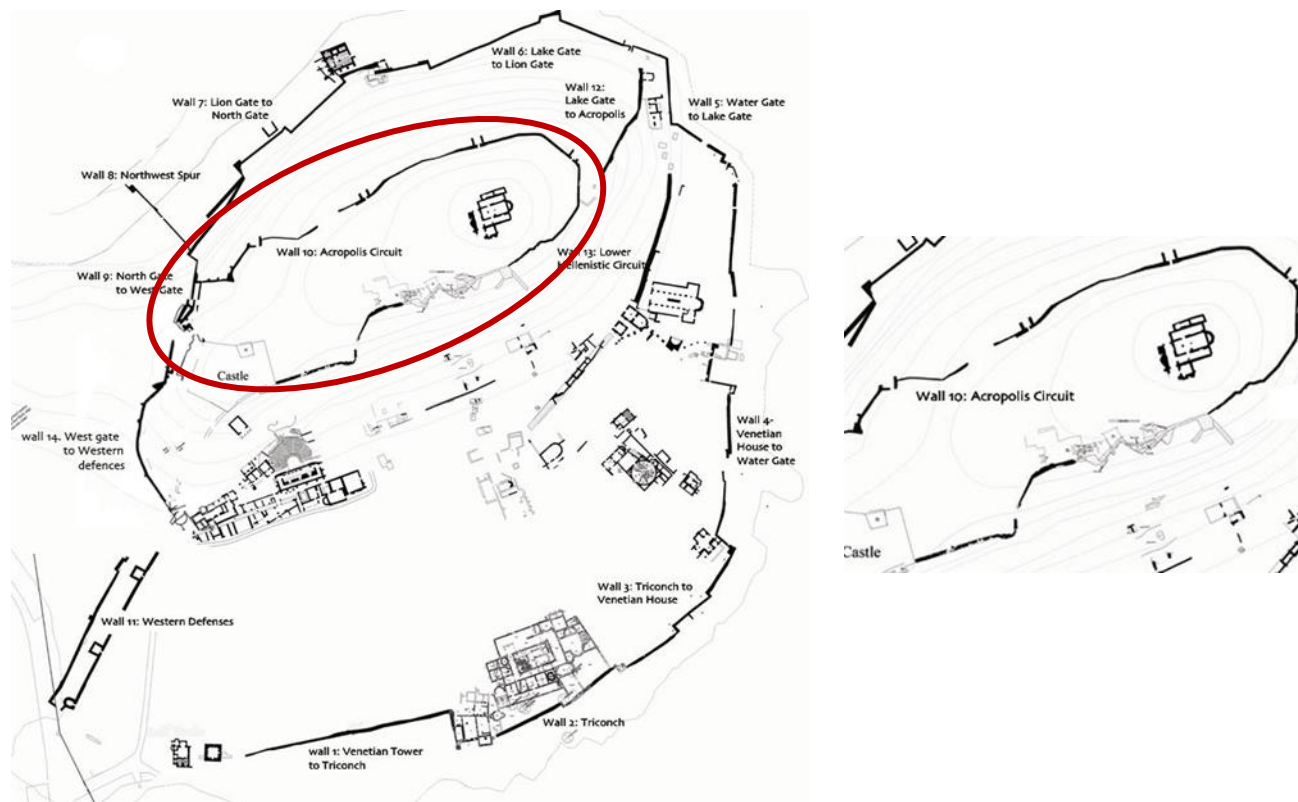 Wall 6: Lake Gate
to Lion Gate
Wall 12:
Lake Gate
to Acropolis
Wall 7: Lion Gate to
North Gate
Wall 5: Water Gate
to Lake Gate
Wall 8: Northwest Spur
Wall 10: Acropolis Circuit
Wall 13: Lower
Hellenistic Circuit
Wall 9: North Gate
to West Gate
Castle
wall 14. West gate
to Western
defences
Wall 4-
Venetian
House to
Water Gate
Wall 3: Triconch to
Venetian House
Wall 11: Western Defenses
Wall 2: Triconch
wall 1: Venetian Tower
to Triconch
Wall 10: Acropolis Circuit
Castle